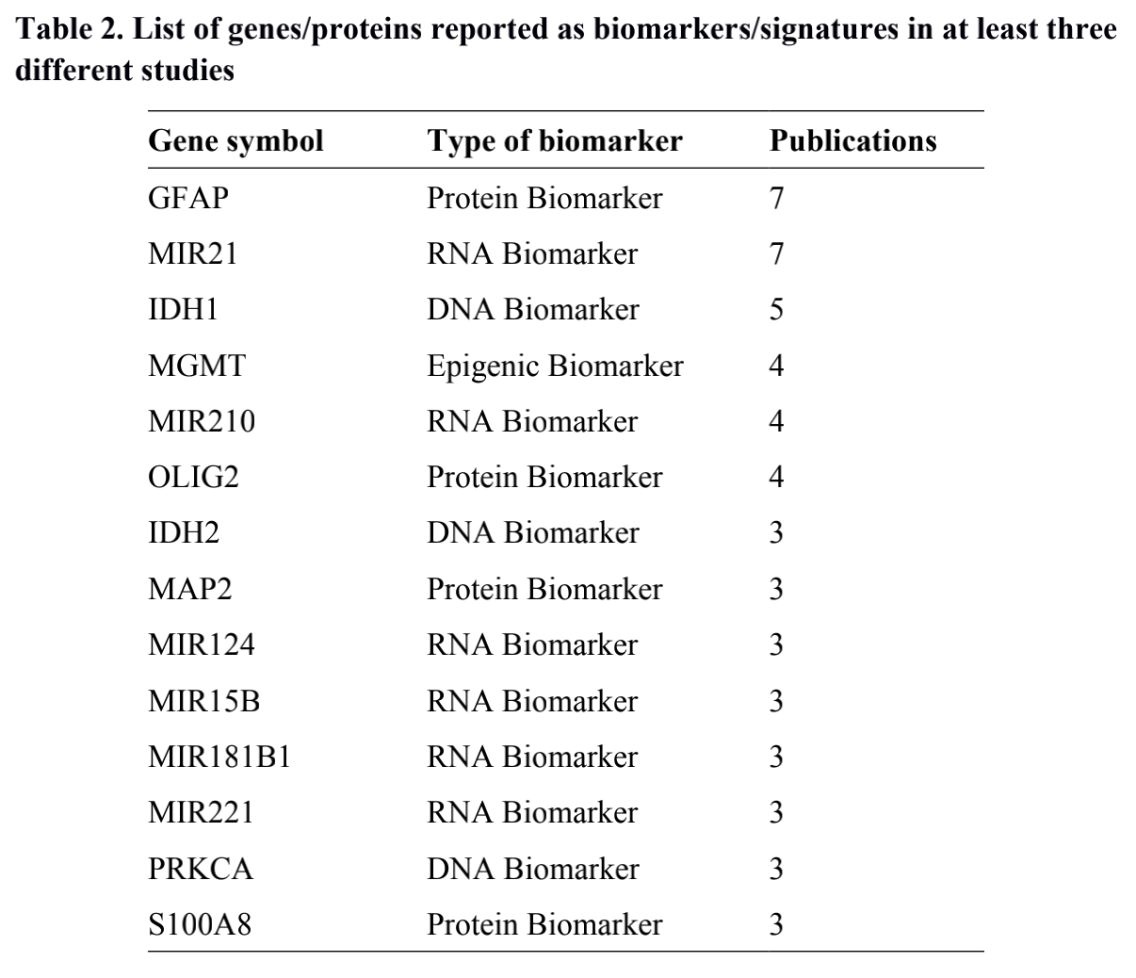 Table 2. List of genes/proteins reported as biomarkers/signatures in at least three
different studies
Gene symbol Type of biomarker Publications
GFAP Protein Biomarker 7
MIR21 RNA Biomarker 7
IDH1 DNA Biomarker 5
MGMT Epigenic Biomarker 4
MIR210 RNA Biomarker 4
OLIG2 Protein Biomarker 4
IDH2 DNA Biomarker 3
MAP2 Protein Biomarker 3
MIR124 RNA Biomarker 3
MIR15B RNA Biomarker 3
MIR181B1 RNA Biomarker 3
MIR221 RNA Biomarker 3
PRKCA DNA Biomarker 3
S100A8 Protein Biomarker 3